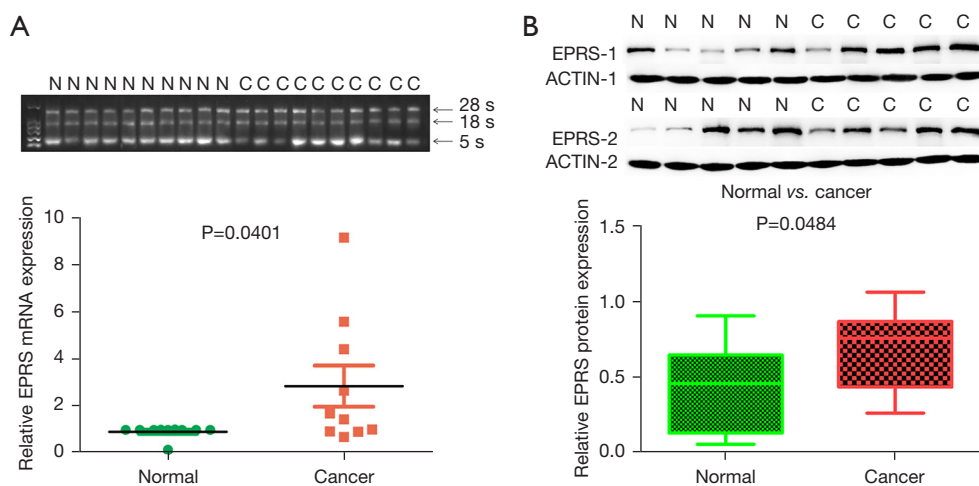 A
N N N N N N N N N N C C C C C C C C C C
28 s
18 s
5 s
Relative EPRS mRNA expression
10
8
6
4
2
0
P=0.0401
Normal
Cancer
B
N N N N N C C C C C
EPRS-1
ACTIN-1
N N N N N C C C C C
EPRS-2
ACTIN-2
Normal vs. cancer
P=0.0484
Relative EPRS protein expression
1.5
1.0
0.5
0.0
Normal
Cancer